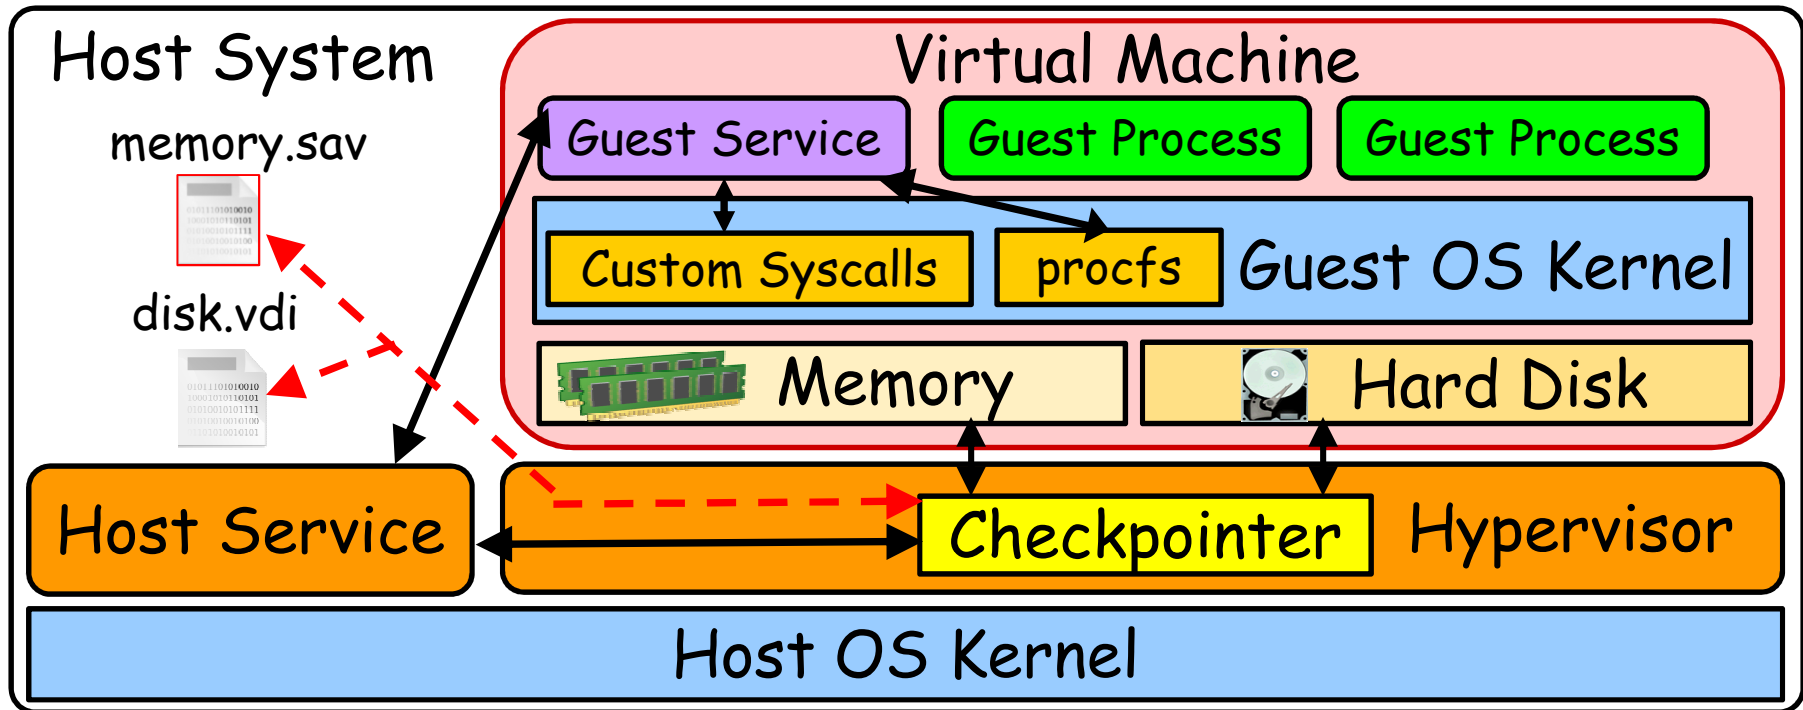 Host System
Virtual Machine
memory.sav
Guest Service
Guest Process
Guest Process
Custom Syscalls
procfs
Guest OS Kernel
disk.vdi
Memory
Hard Disk
Host Service
Checkpointer
Hypervisor
Host OS Kernel